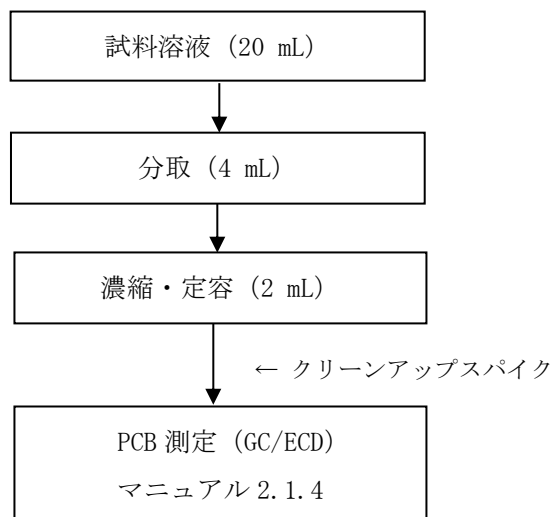 試料溶液 (20 mL)
分取 (4 mL)
濃縮・定容 (2 mL)
← クリーンアップスパイク
PCB 測定 (GC/ECD)
マニュアル 2.1.4